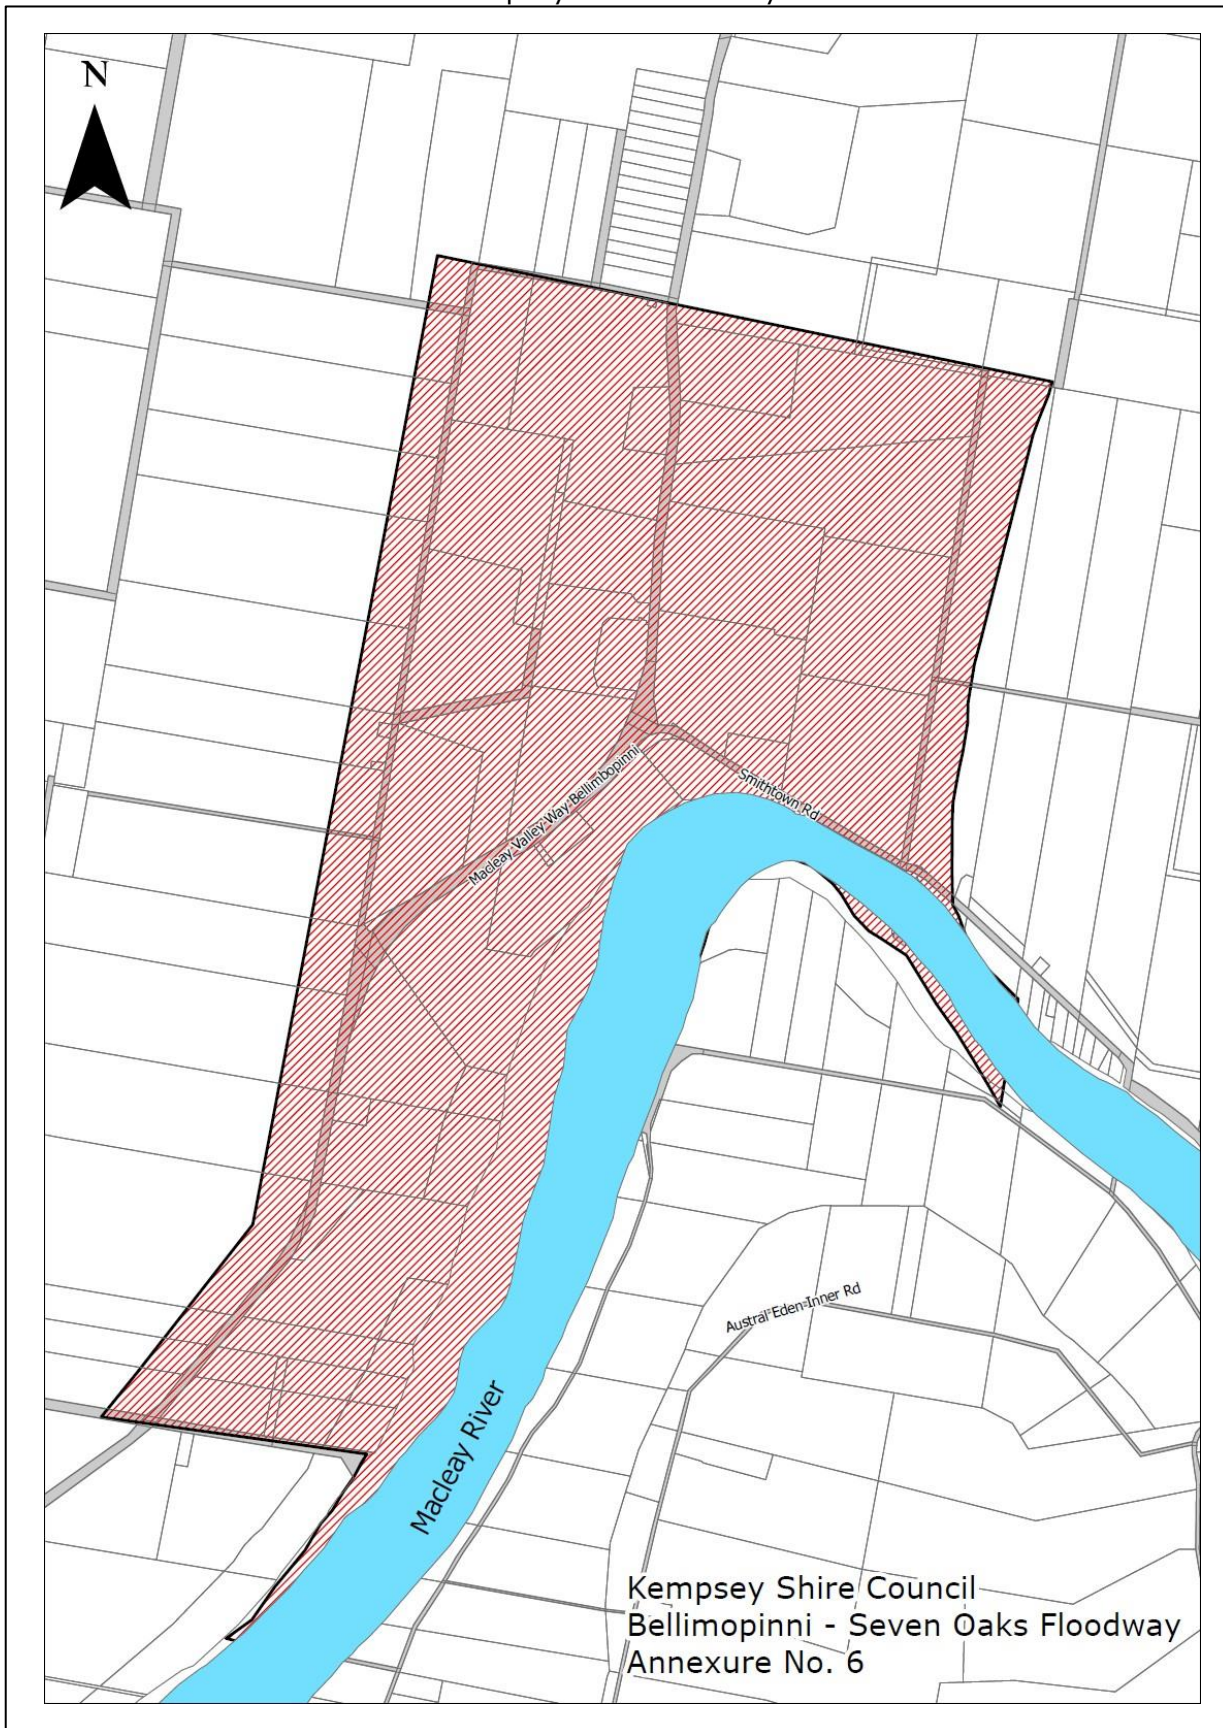 N
Macleay Valley Way Bellimbopinni
Smithtown Rd
Austral Eden Inner Rd
Macleay River
Kempsey Shire Council
Bellimopinni - Seven Oaks Floodway
Annexure No. 6